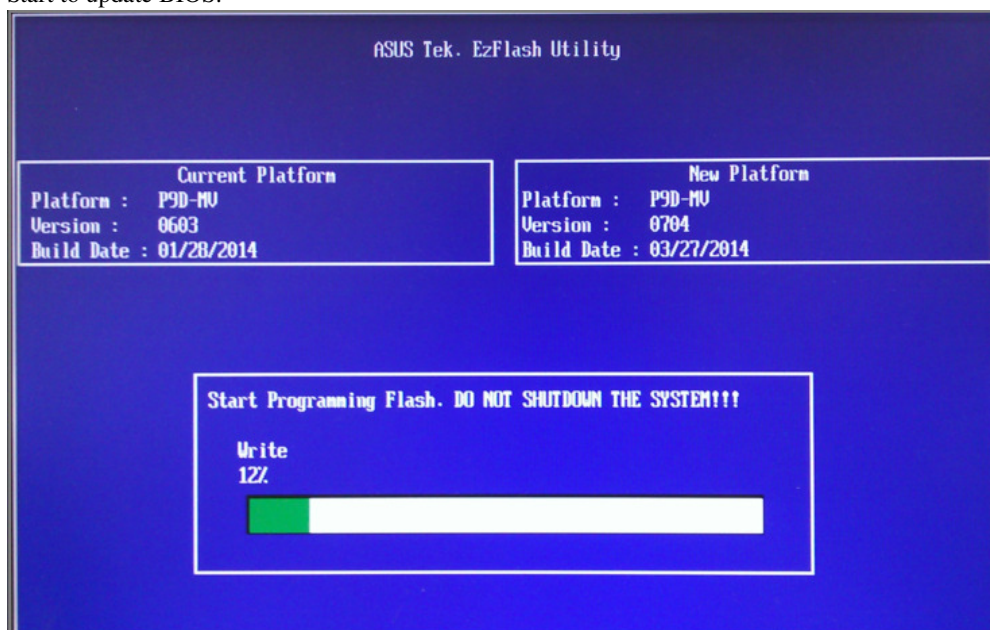 Start to update BIOS.
ASUS Tek. EzFlash Utility
Current Platform
Platform : P9D-MV
Version : 0603
Build Date : 01/28/2014
New Platform
Platform : P9D-MV
Version : 0704
Build Date : 03/27/2014
Start Programming Flash. DO NOT SHUTDOWN THE SYSTEM!!!
Write
12%